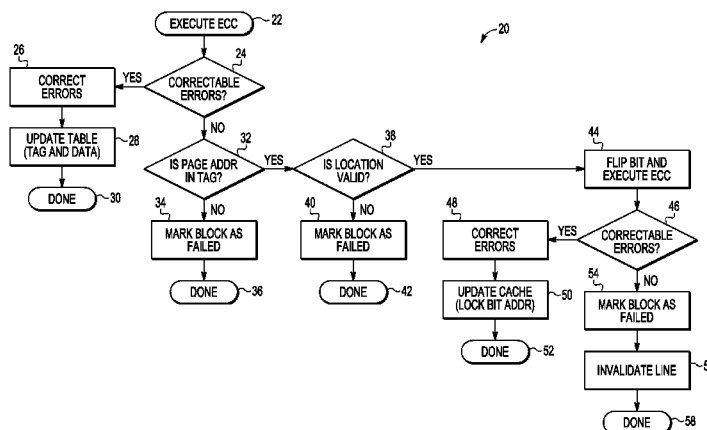 EXECUTE ECC
22
20
26
24
CORRECT
ERRORS
YES
CORRECTABLE
ERRORS?
NO
UPDATE TABLE
(TAG AND DATA)
28
32
IS PAGE ADDR
IN TAG?
YES
38
IS LOCATION
VALID?
YES
44
FLIP BIT AND
EXECUTE ECC
DONE
30
NO
34
MARK BLOCK AS
FAILED
NO
40
MARK BLOCK AS
FAILED
48
CORRECT
ERRORS
YES
46
CORRECTABLE
ERRORS?
NO
DONE
36
DONE
42
UPDATE CACHE
(LOCK BIT ADDR)
50
54
MARK BLOCK AS
FAILED
DONE
52
INVALIDATE LINE
DONE
58